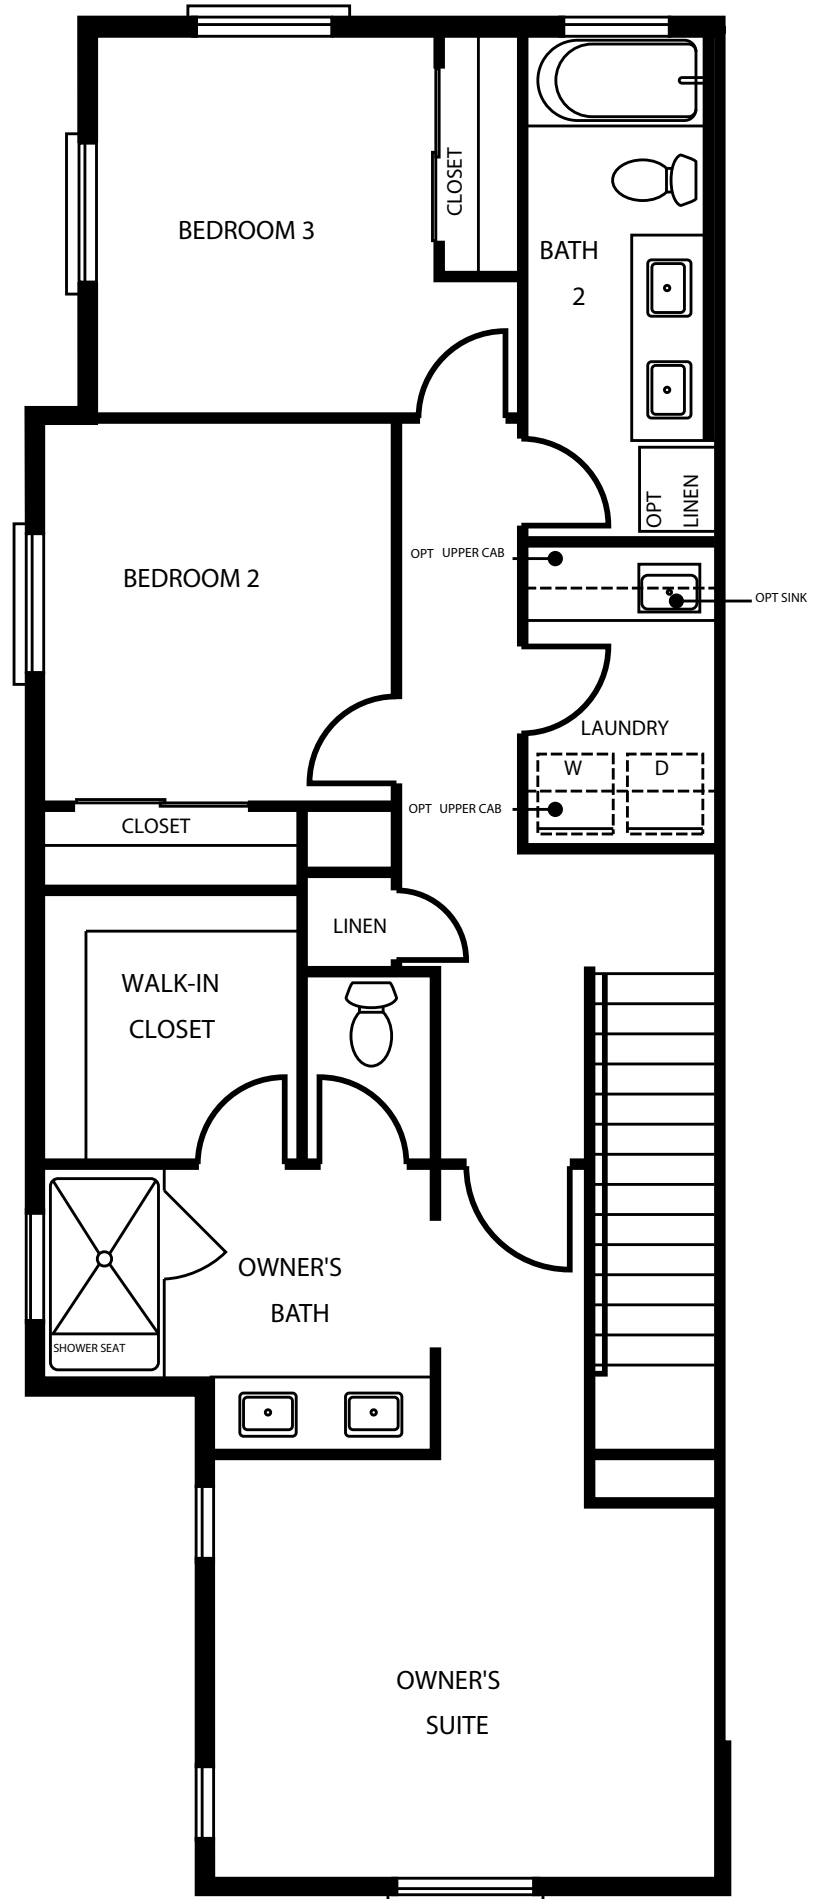 CLOSET
BEDROOM 3
BATH
2
OPT
LINEN
OPT UPPER CAB
BEDROOM 2
OPT SINK
LAUNDRY
W
D
OPT UPPER CAB
CLOSET
LINEN
WALK-IN
CLOSET
OWNER'S
BATH
SHOWER SEAT
OWNER'S
SUITE